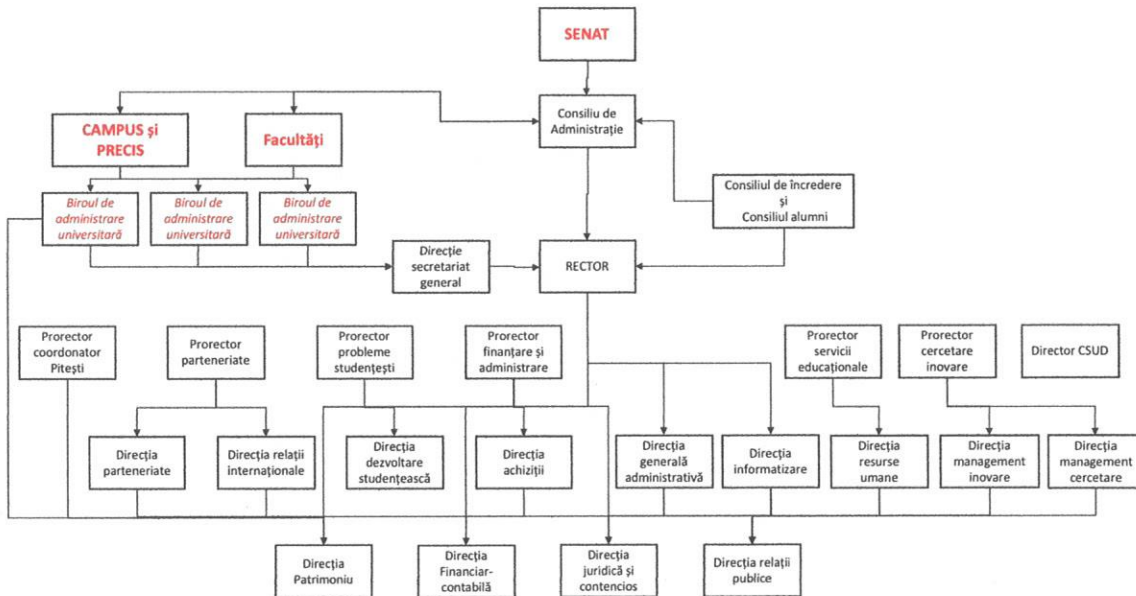 SENAT
Consiliu de
Administrație
CAMPUS și
PRECIS
Facultăți
Biroul de
administrare
universitară
Biroul de
administrare
universitară
Biroul de
administrare
universitară
Consiliul de încredere
și
Consiliul alumni
Direcție
secretariat
general
RECTOR
Prorector
coordonator
Pitești
Prorector
parteneriate
Prorector
probleme
studențești
Prorector
finanțare și
administrare
Prorector
servicii
educaționale
Prorector
cercetare
inovare
Director CSUD
Direcția
parteneriate
Direcția relații
internaționale
Direcția
dezvoltare
studențească
Direcția
achiziții
Direcția
generală
administrativă
Direcția
informatizare
Direcția
resurse
umane
Direcția
management
inovare
Direcția
management
cercetare
Direcția
Patrimoniu
Direcția
Financiar-
contabilă
Direcția
juridică și
contencios
Direcția relații
publice